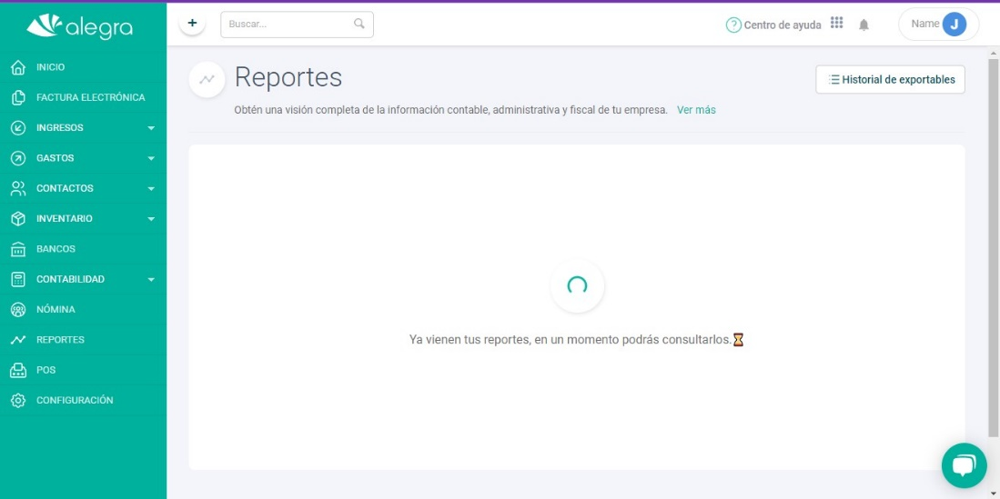 alegra
+
Buscar...
? Centro de ayuda
Name J
INICIO
FACTURA ELECTRÓNICA
INGRESOS
GASTOS
CONTACTOS
INVENTARIO
BANCOS
CONTABILIDAD
NÓMINA
REPORTES
POS
CONFIGURACIÓN
Reportes
Historial de exportables
Obtén una visión completa de la información contable, administrativa y fiscal de tu empresa. Ver más
Ya vienen tus reportes, en un momento podrás consultarlos.⌛